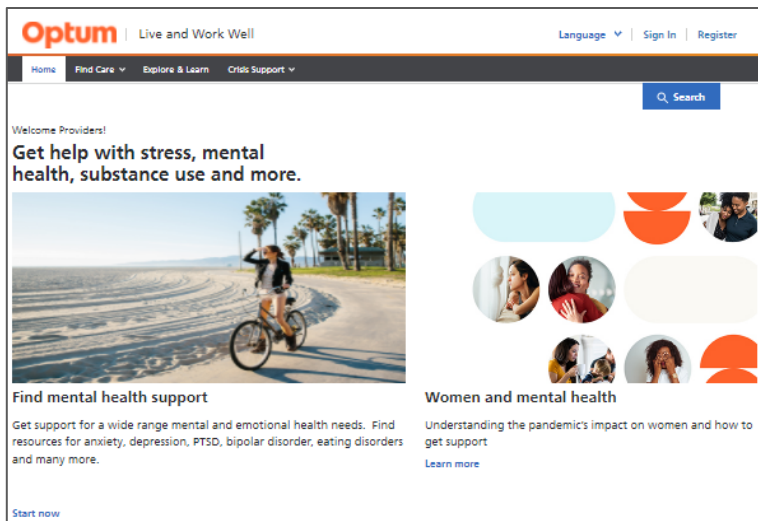 Optum Live and Work Well
Language Sign In Register
Home Find Care Explore & Learn Crisis Support
Search
Welcome Providers!
Get help with stress, mental
health, substance use and more.
Find mental health support
Get support for a wide range mental and emotional health needs. Find
resources for anxiety, depression, PTSD, bipolar disorder, eating disorders
and many more.
Start now
Women and mental health
Understanding the pandemic's impact on women and how to
get support
Learn more